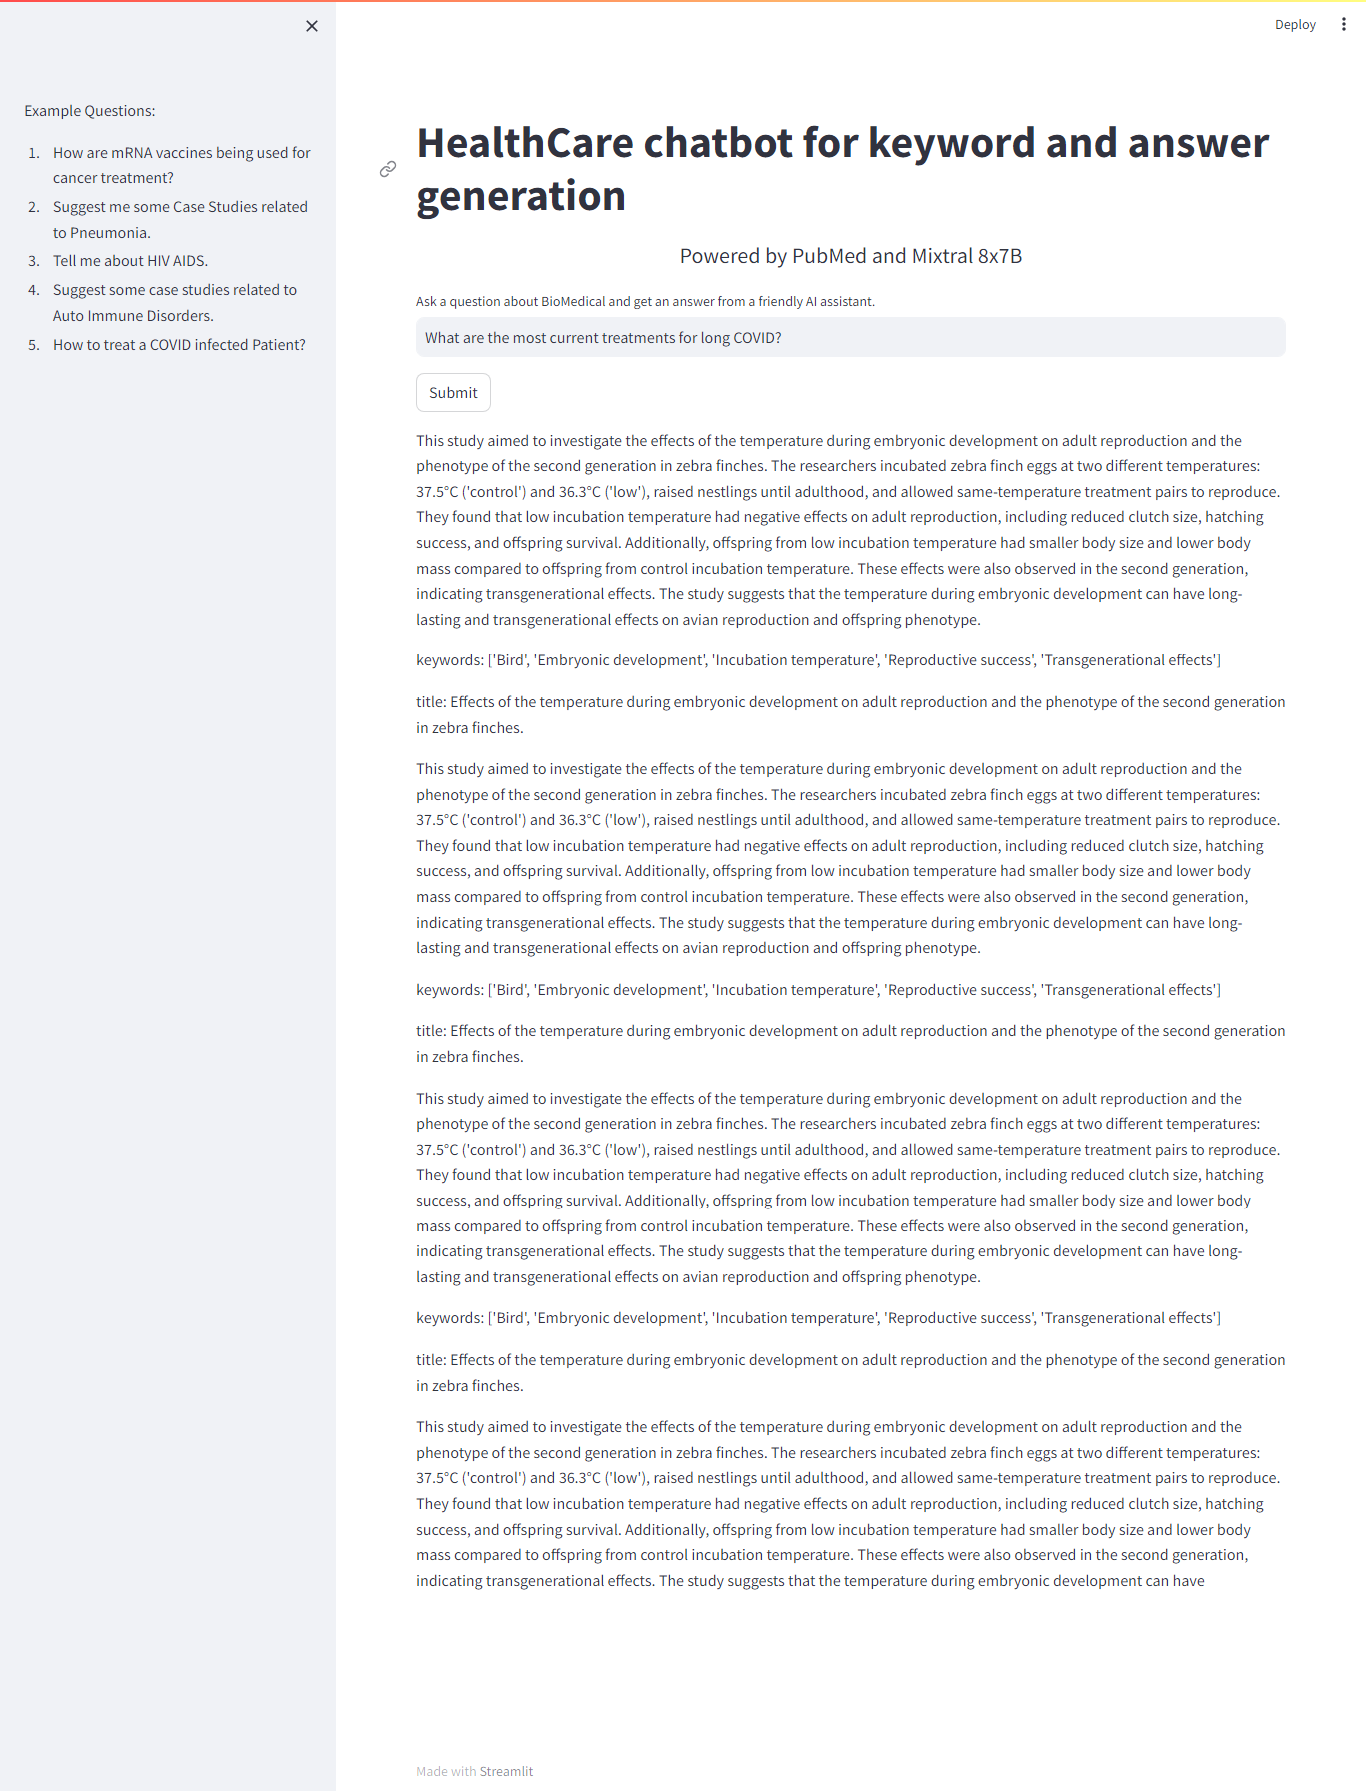 Deploy
Example Questions:
1. How are mRNA vaccines being used for
cancer treatment?
2. Suggest me some Case Studies related
to Pneumonia.
3. Tell me about HIV AIDS.
4. Suggest some case studies related to
Auto Immune Disorders.
5. How to treat a COVID infected Patient?
HealthCare chatbot for keyword and answer
generation
Powered by PubMed and Mixtral 8x7B
Ask a question about BioMedical and get an answer from a friendly AI assistant.
What are the most current treatments for long COVID?
Submit
This study aimed to investigate the effects of the temperature during embryonic development on adult reproduction and the
phenotype of the second generation in zebra finches. The researchers incubated zebra finch eggs at two different temperatures:
37.5°C ('control') and 36.3°C ('low'), raised nestlings until adulthood, and allowed same-temperature treatment pairs to reproduce.
They found that low incubation temperature had negative effects on adult reproduction, including reduced clutch size, hatching
success, and offspring survival. Additionally, offspring from low incubation temperature had smaller body size and lower body
mass compared to offspring from control incubation temperature. These effects were also observed in the second generation,
indicating transgenerational effects. The study suggests that the temperature during embryonic development can have long-
lasting and transgenerational effects on avian reproduction and offspring phenotype.
keywords: ['Bird', 'Embryonic development', 'Incubation temperature', 'Reproductive success', 'Transgenerational effects']
title: Effects of the temperature during embryonic development on adult reproduction and the phenotype of the second generation
in zebra finches.
This study aimed to investigate the effects of the temperature during embryonic development on adult reproduction and the
phenotype of the second generation in zebra finches. The researchers incubated zebra finch eggs at two different temperatures:
37.5°C ('control') and 36.3°C ('low'), raised nestlings until adulthood, and allowed same-temperature treatment pairs to reproduce.
They found that low incubation temperature had negative effects on adult reproduction, including reduced clutch size, hatching
success, and offspring survival. Additionally, offspring from low incubation temperature had smaller body size and lower body
mass compared to offspring from control incubation temperature. These effects were also observed in the second generation,
indicating transgenerational effects. The study suggests that the temperature during embryonic development can have long-
lasting and transgenerational effects on avian reproduction and offspring phenotype.
keywords: ['Bird', 'Embryonic development', 'Incubation temperature', 'Reproductive success', 'Transgenerational effects']
title: Effects of the temperature during embryonic development on adult reproduction and the phenotype of the second generation
in zebra finches.
This study aimed to investigate the effects of the temperature during embryonic development on adult reproduction and the
phenotype of the second generation in zebra finches. The researchers incubated zebra finch eggs at two different temperatures:
37.5°C ('control') and 36.3°C ('low'), raised nestlings until adulthood, and allowed same-temperature treatment pairs to reproduce.
They found that low incubation temperature had negative effects on adult reproduction, including reduced clutch size, hatching
success, and offspring survival. Additionally, offspring from low incubation temperature had smaller body size and lower body
mass compared to offspring from control incubation temperature. These effects were also observed in the second generation,
indicating transgenerational effects. The study suggests that the temperature during embryonic development can have long-
lasting and transgenerational effects on avian reproduction and offspring phenotype.
keywords: ['Bird', 'Embryonic development', 'Incubation temperature', 'Reproductive success', 'Transgenerational effects']
title: Effects of the temperature during embryonic development on adult reproduction and the phenotype of the second generation
in zebra finches.
This study aimed to investigate the effects of the temperature during embryonic development on adult reproduction and the
phenotype of the second generation in zebra finches. The researchers incubated zebra finch eggs at two different temperatures:
37.5°C ('control') and 36.3°C ('low'), raised nestlings until adulthood, and allowed same-temperature treatment pairs to reproduce.
They found that low incubation temperature had negative effects on adult reproduction, including reduced clutch size, hatching
success, and offspring survival. Additionally, offspring from low incubation temperature had smaller body size and lower body
mass compared to offspring from control incubation temperature. These effects were also observed in the second generation,
indicating transgenerational effects. The study suggests that the temperature during embryonic development can have
Made with Streamlit